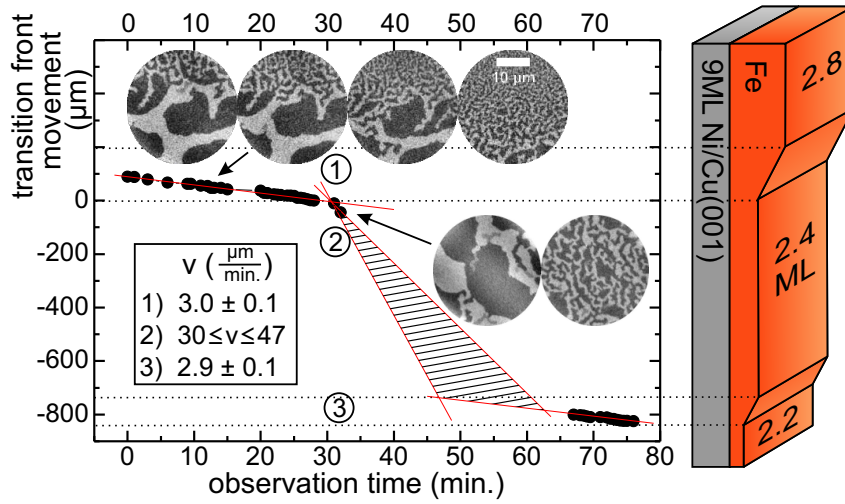 0 10 20 30 40 50 60 70
transition front
movement
(µm)
0
-200
-400
-600
-800
10 µm
1
2
3
v (µm/min.)
1) 3.0 ± 0.1
2) 30≤v≤47
3) 2.9 ± 0.1
0 10 20 30 40 50 60 70 80
observation time (min.)
9ML Ni/Cu(001)
Fe
2.8
2.4
ML
2.2